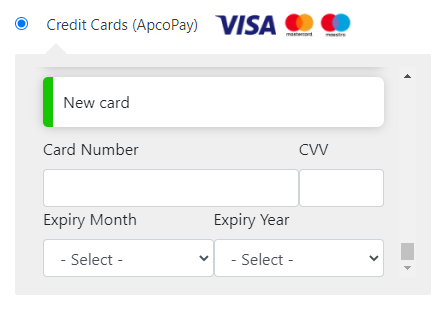 Credit Cards (ApcoPay) VISA mastercard maestro
New card
Card Number CVV
Expiry Month Expiry Year
- Select - - Select -